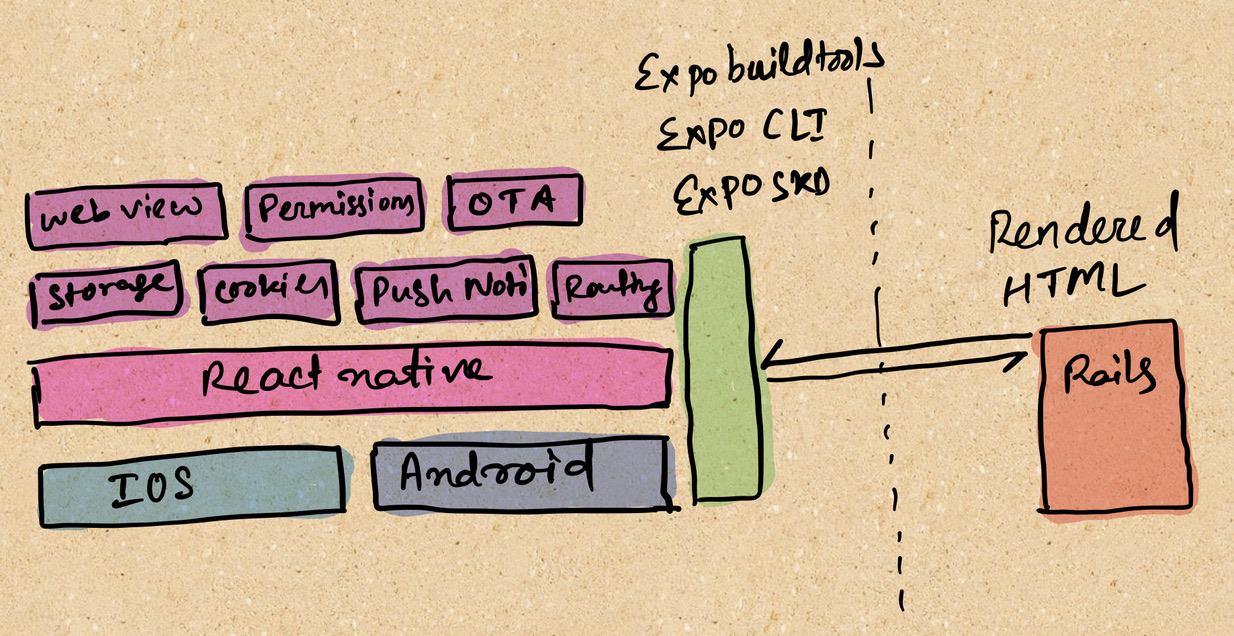 Expo buildtools
Expo CLI
Expo SKD
Web view
Permissions
OTA
Storage
cookies
Push Noti
Routing
React native
IOS
Android
Rendered
HTML
Rails